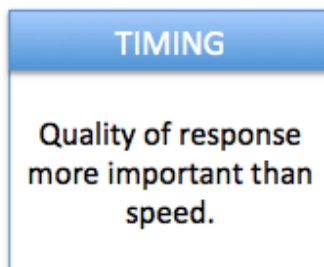 TIMING
Quality of response
more important than
speed.